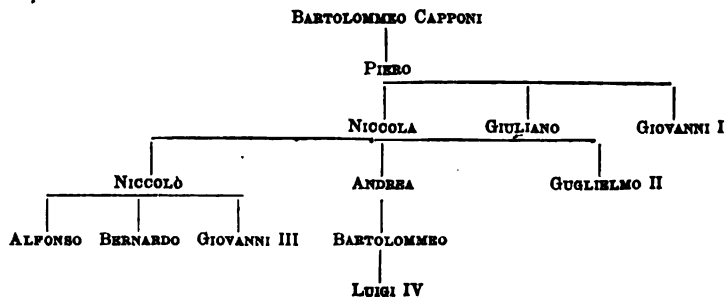 Bartolommeo Capponi
Piero
Niccola Giuliano Giovanni I
Niccolò Andrea Guglielmo II
Alfonso Bernardo Giovanni III Bartolommeo
Luigi IV